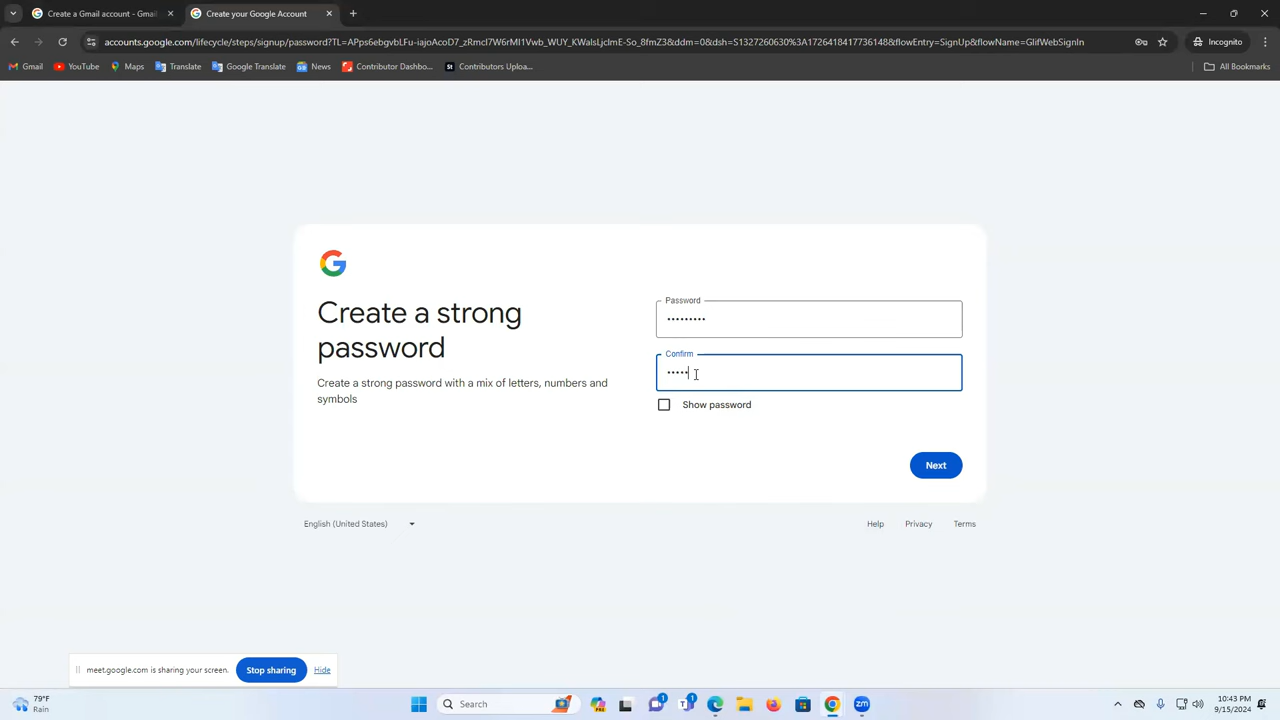 Create a Gmail account - Gmail
Create your Google Account
accounts.google.com/lifecycle/steps/signup/password?TL=APps6ebgvbLFu-iajoAcoD7_zRmcl7W6rMI1Vwb_WUY_KWalsLjclmE-So_8fmZ3&ddm=0&dsh=S1327260630%3A1726418417736148&flowEntry=SignUp&flowName=GlifWebSignIn
Incognito
Gmail
YouTube
Maps
Translate
Google Translate
News
Contributor Dashbo...
Contributors Uploa...
All Bookmarks
Create a strong
password
Create a strong password with a mix of letters, numbers and
symbols
Password
•••••••••
Confirm
•••••
Show password
Next
English (United States)
Help
Privacy
Terms
meet.google.com is sharing your screen.
Stop sharing
Hide
79°F
Rain
Search
10:43 PM
9/15/2024